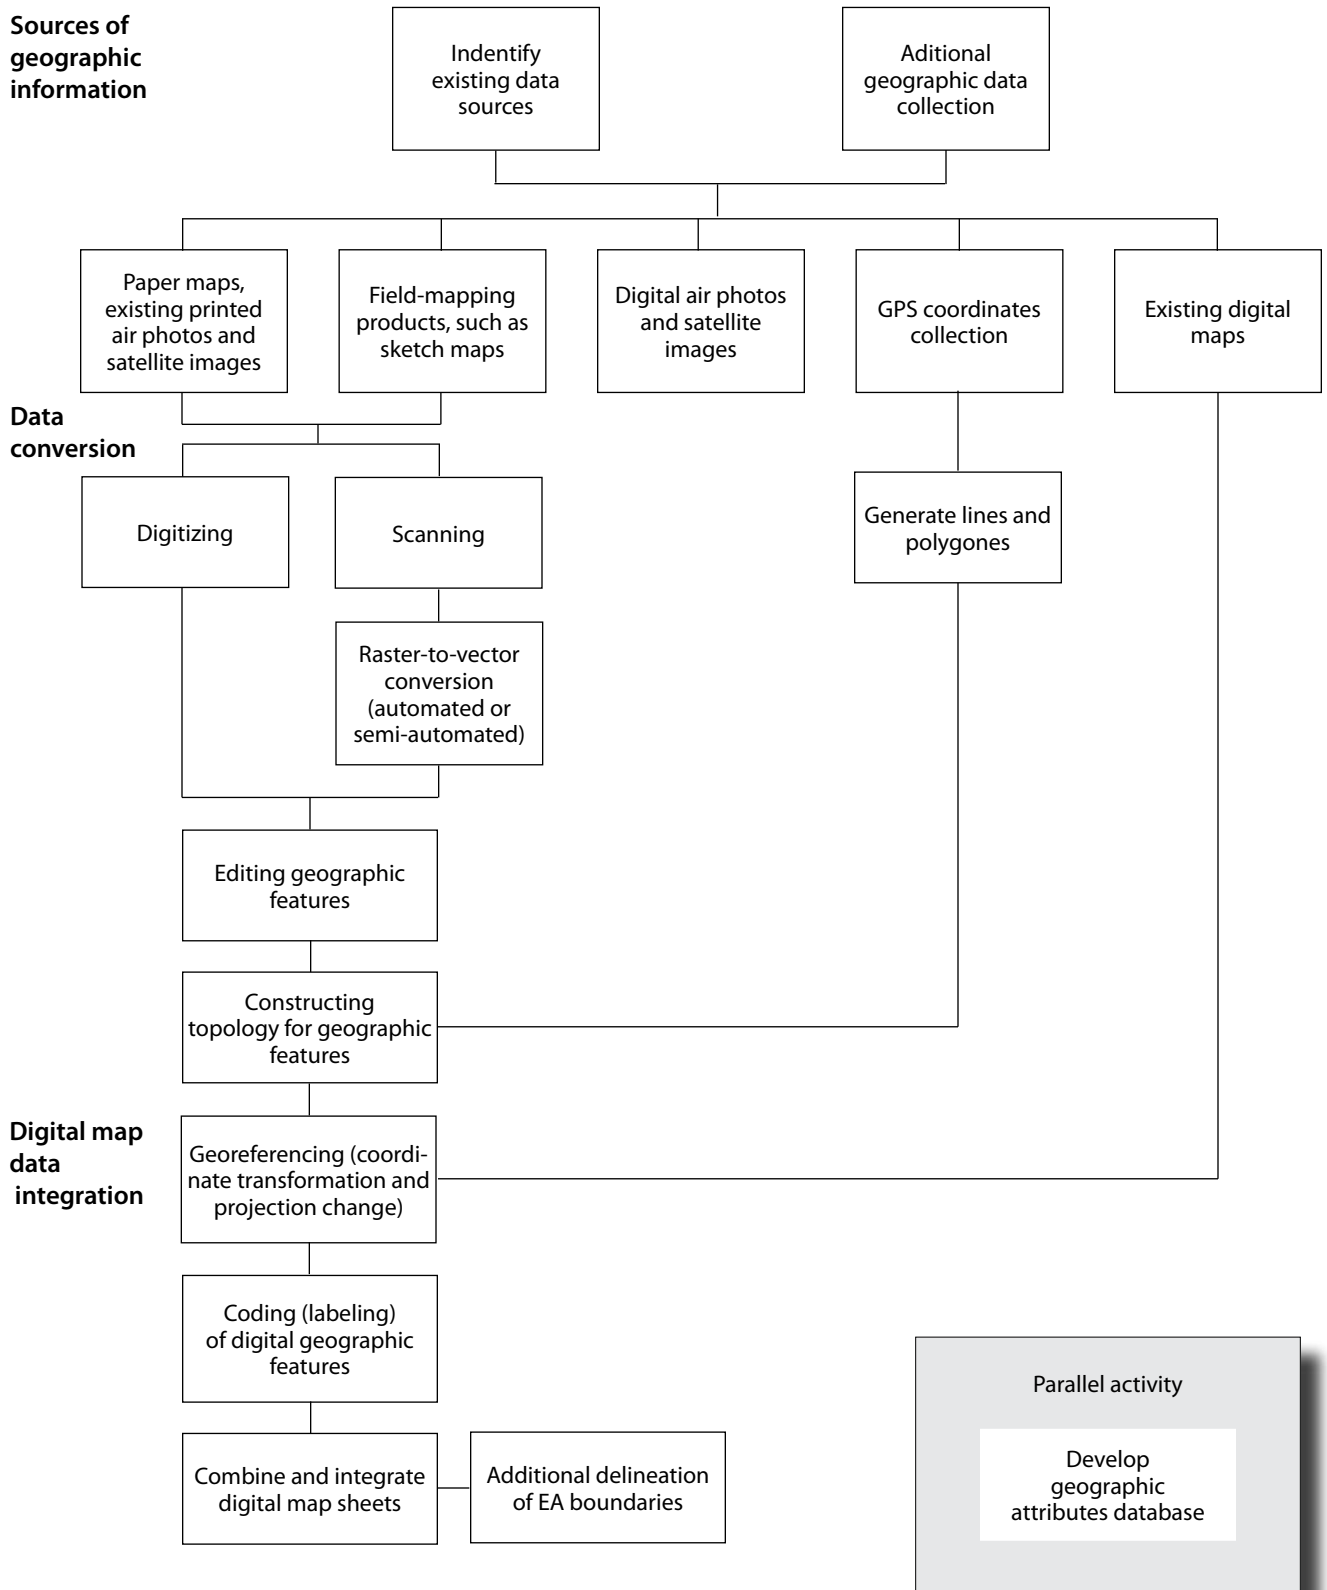 Sources of
geographic
information
Indentify
existing data
sources
Aditional
geographic data
collection
Paper maps,
existing printed
air photos and
satellite images
Field-mapping
products, such as
sketch maps
Digital air photos
and satellite
images
GPS coordinates
collection
Existing digital
maps
Data
conversion
Digitizing
Scanning
Generate lines and
polygones
Raster-to-vector
conversion
(automated or
semi-automated)
Editing geographic
features
Constructing
topology for geographic
features
Digital map
data
integration
Georeferencing (coordi-
nate transformation and
projection change)
Coding (labeling)
of digital geographic
features
Combine and integrate
digital map sheets
Additional delineation
of EA boundaries
Parallel activity
Develop
geographic
attributes database